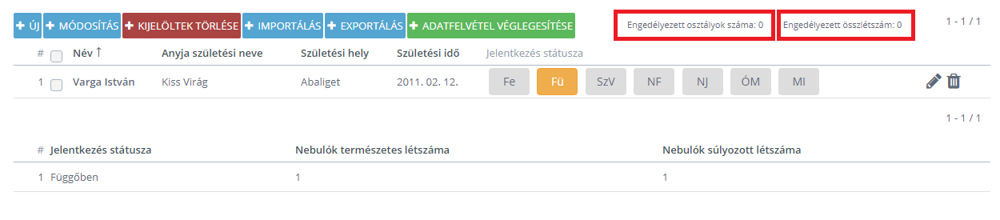 + ÚJ + MÓDOSÍTÁS + KIJELÖLTEK TÖRLÉSE + IMPORTÁLÁS + EXPORTÁLÁS + ADATFELVÉTEL VÉGLEGESÍTÉSE Engedélyezett osztályok száma: 0 Engedélyezett összlétszám: 0 1 - 1 / 1
# Név ↑ Anyja születési neve Születési hely Születési idő Jelentkezés státusza
1 Varga István Kiss Virág Abaliget 2011. 02. 12. Fe Fü SzV NF NJ ÓM MI
1 - 1 / 1
# Jelentkezés státusza Nebulók természetes létszáma Nebulók súlyozott létszáma
1 Függőben 1 1